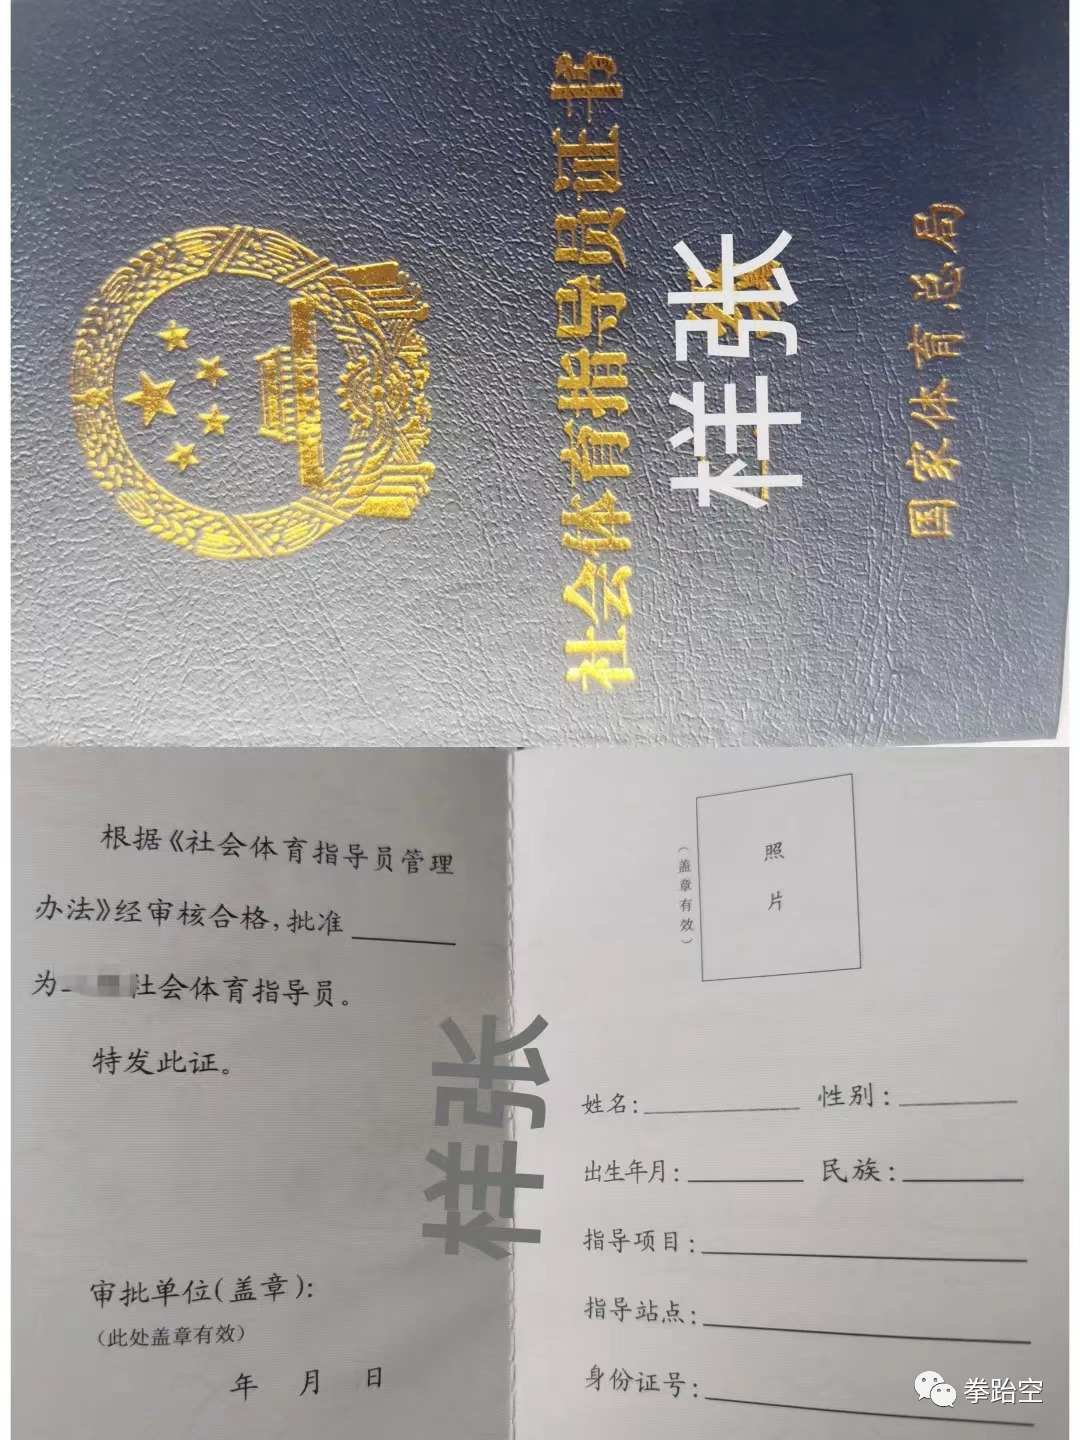 社会体育指导员证书
样张
国家体育总局
根据《社会体育指导员管理
办法》经审核合格，批准
为
社会体育指导员。
特发此证。
审批单位(盖章):
(此处盖章有效)
年 月 日
样张
照
片
(盖章有效)
姓名: 性别:
出生年月: 民族:
指导项目:
指导站点:
身份证号:
拳跆空